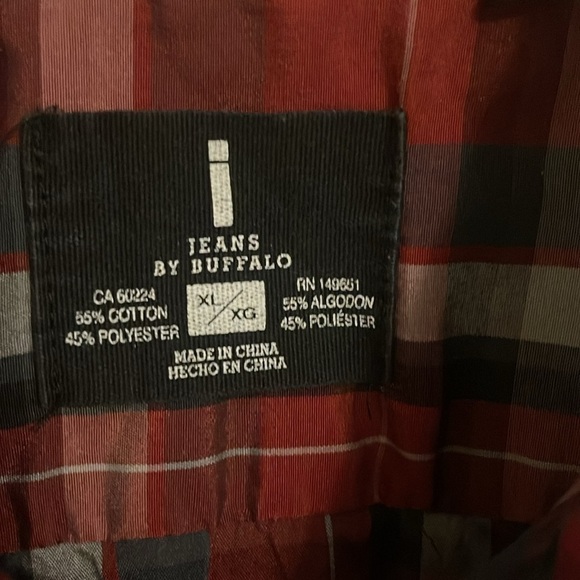 i
JEANS
BY BUFFALO
CA 60224
55% COTTON
45% POLYESTER
XL/XG
RN 149651
55% ALGODON
45% POLIÉSTER
MADE IN CHINA
HECHO EN CHINA